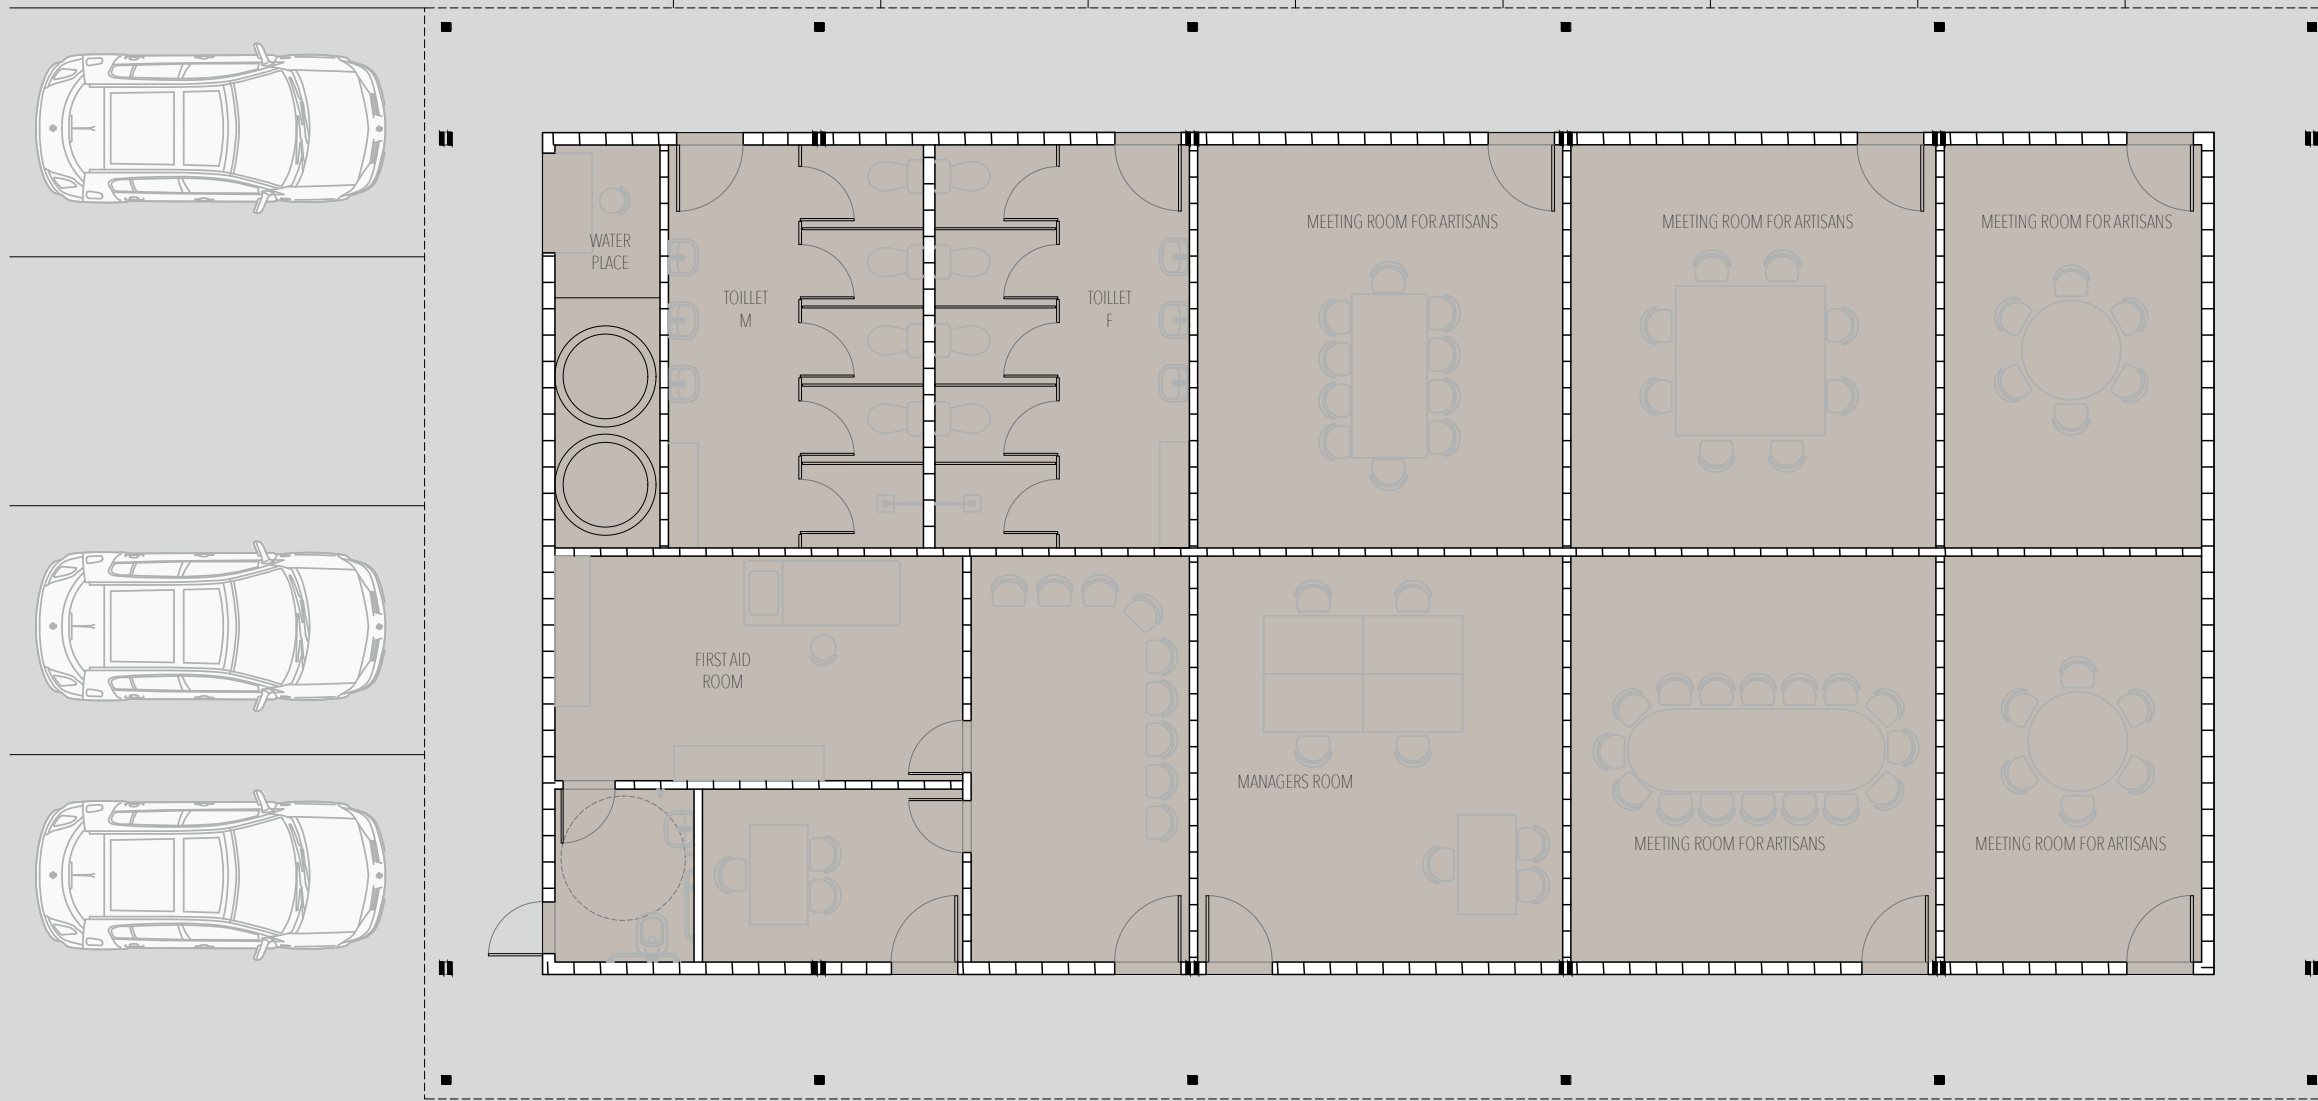 MEETING ROOM FOR ARTISANS
MEETING ROOM FOR ARTISANS
MEETING ROOM FOR ARTISANS
WATER
PLACE
TOILLET
M
TOILLET
F
FIRST AID
ROOM
MANAGERS ROOM
MEETING ROOM FOR ARTISANS
MEETING ROOM FOR ARTISANS